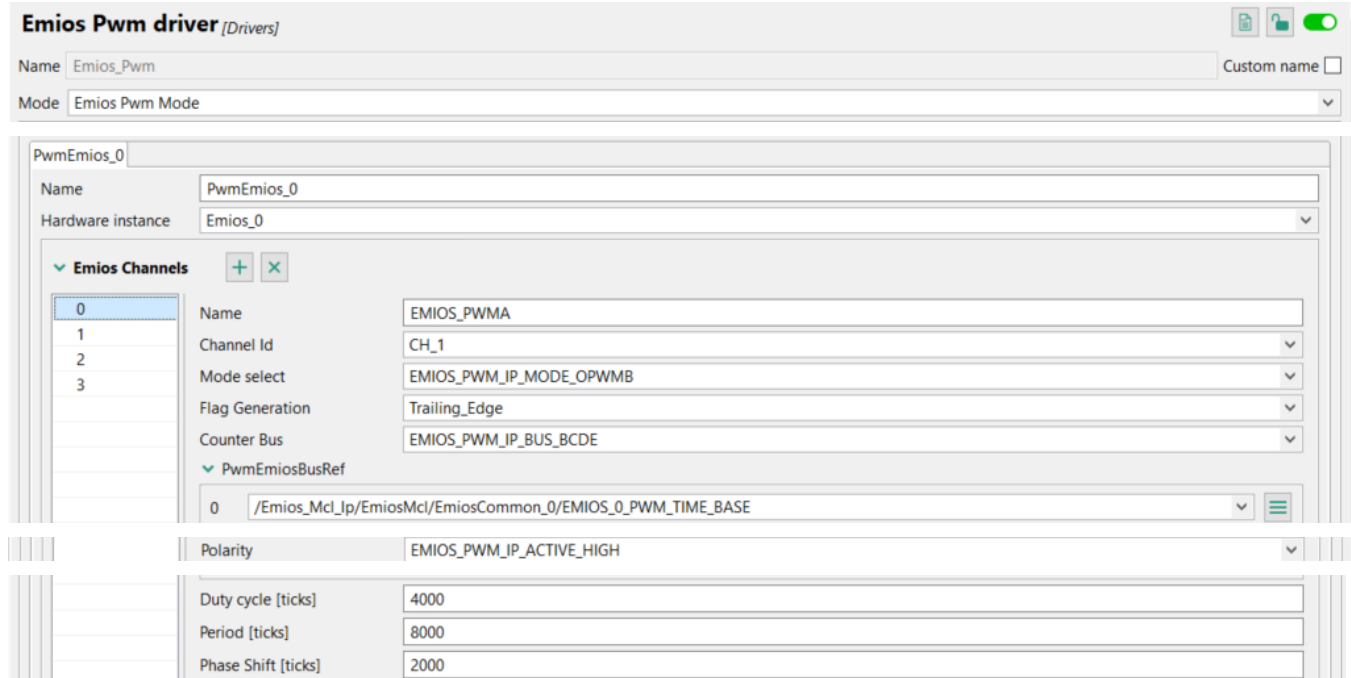 Emios Pwm driver [Drivers]
Name Emios_Pwm Custom name
Mode Emios Pwm Mode
PwmEmios_0
Name PwmEmios_0
Hardware instance Emios_0
Emios Channels
0
1
2
3
Name EMIOS_PWMA
Channel Id CH_1
Mode select EMIOS_PWM_IP_MODE_OPWMB
Flag Generation Trailing_Edge
Counter Bus EMIOS_PWM_IP_BUS_BCDE
PwmEmiosBusRef
0 /Emios_Mcl_Ip/EmiosMcl/EmiosCommon_0/EMIOS_0_PWM_TIME_BASE
Polarity EMIOS_PWM_IP_ACTIVE_HIGH
Duty cycle [ticks] 4000
Period [ticks] 8000
Phase Shift [ticks] 2000